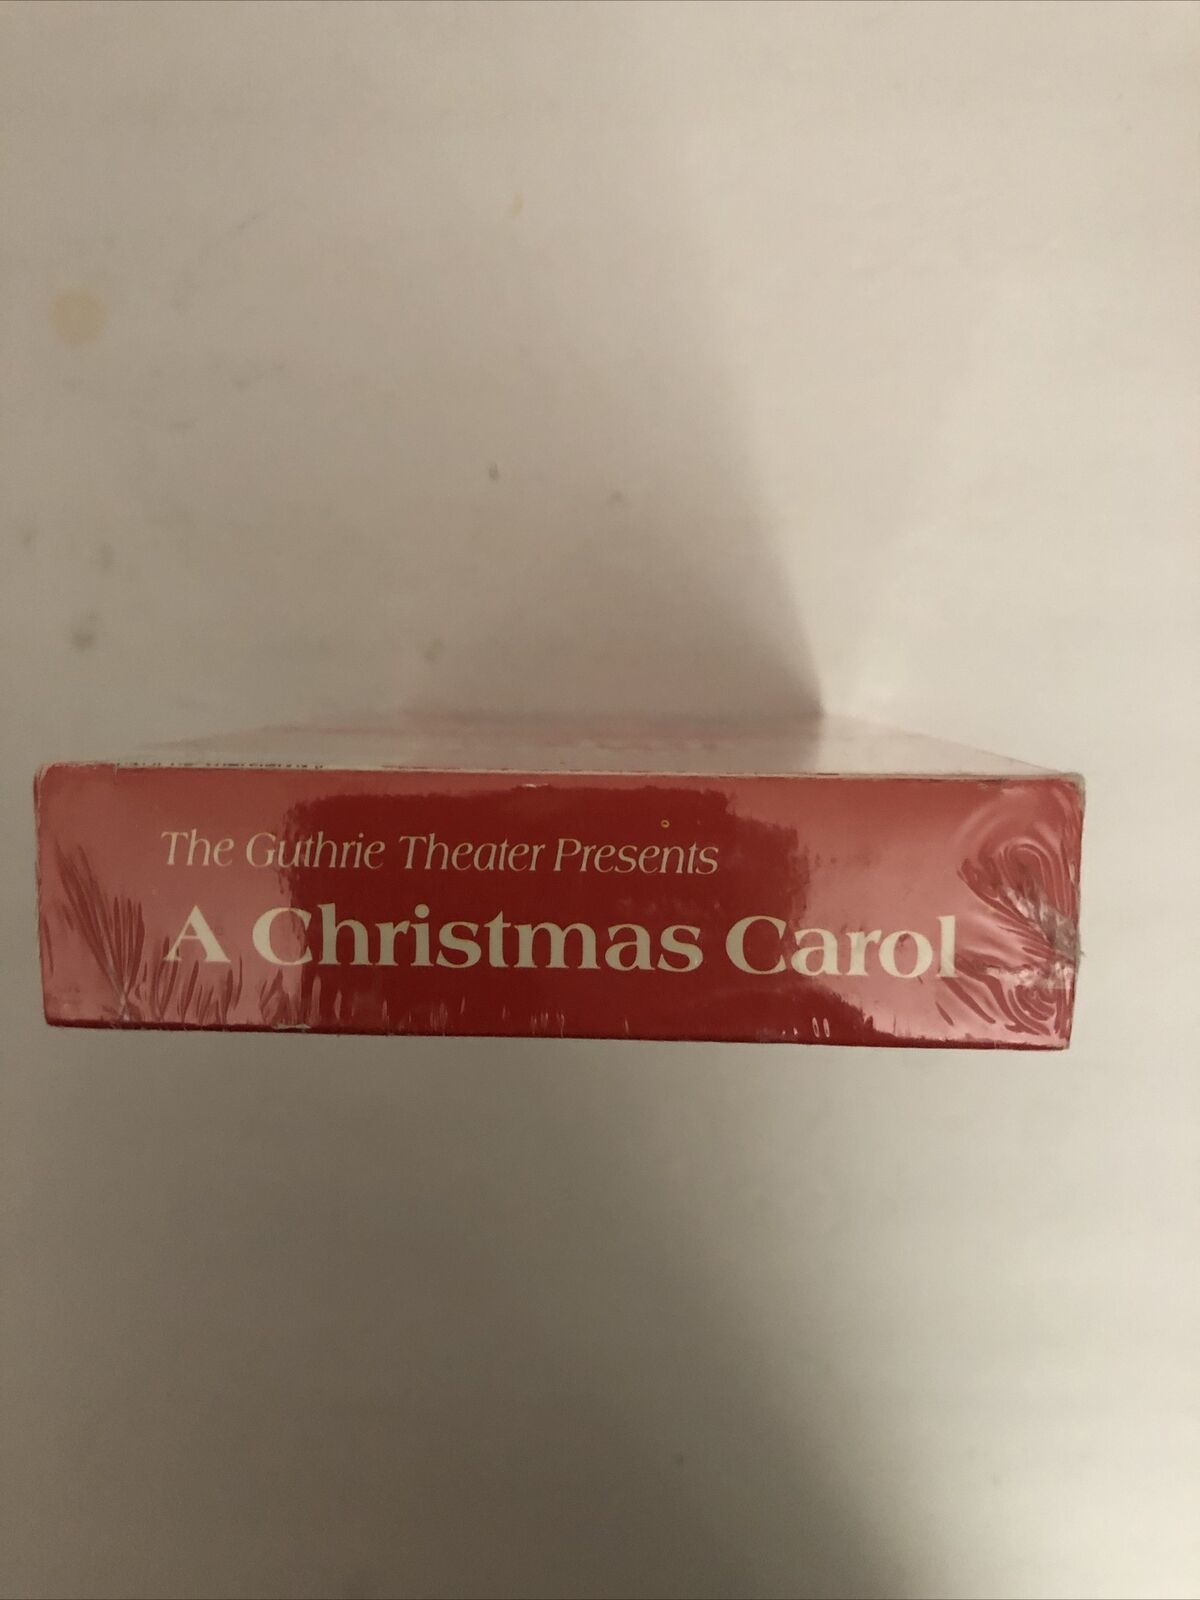 The Guthrie Theater Presents
A Christmas Carol